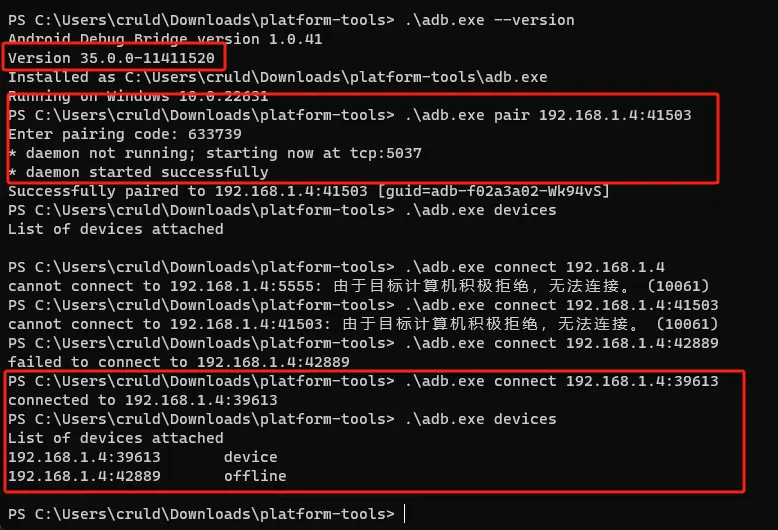 PS C:\Users\cruld\Downloads\platform-tools> .\adb.exe --version
Android Debug Bridge version 1.0.41
Version 35.0.0-11411520
Installed as C:\Users\cruld\Downloads\platform-tools\adb.exe
Running on Windows 10.0.22631
PS C:\Users\cruld\Downloads\platform-tools> .\adb.exe pair 192.168.1.4:41503
Enter pairing code: 633739
* daemon not running; starting now at tcp:5037
* daemon started successfully
Successfully paired to 192.168.1.4:41503 [guid=adb-f02a3a02-Wk94vS]
PS C:\Users\cruld\Downloads\platform-tools> .\adb.exe devices
List of devices attached
PS C:\Users\cruld\Downloads\platform-tools> .\adb.exe connect 192.168.1.4
cannot connect to 192.168.1.4:5555: 由于目标计算机积极拒绝，无法连接。 (10061)
PS C:\Users\cruld\Downloads\platform-tools> .\adb.exe connect 192.168.1.4:41503
cannot connect to 192.168.1.4:41503: 由于目标计算机积极拒绝，无法连接。 (10061)
PS C:\Users\cruld\Downloads\platform-tools> .\adb.exe connect 192.168.1.4:42889
failed to connect to 192.168.1.4:42889
PS C:\Users\cruld\Downloads\platform-tools> .\adb.exe connect 192.168.1.4:39613
connected to 192.168.1.4:39613
PS C:\Users\cruld\Downloads\platform-tools> .\adb.exe devices
List of devices attached
192.168.1.4:39613       device
192.168.1.4:42889       offline
PS C:\Users\cruld\Downloads\platform-tools>